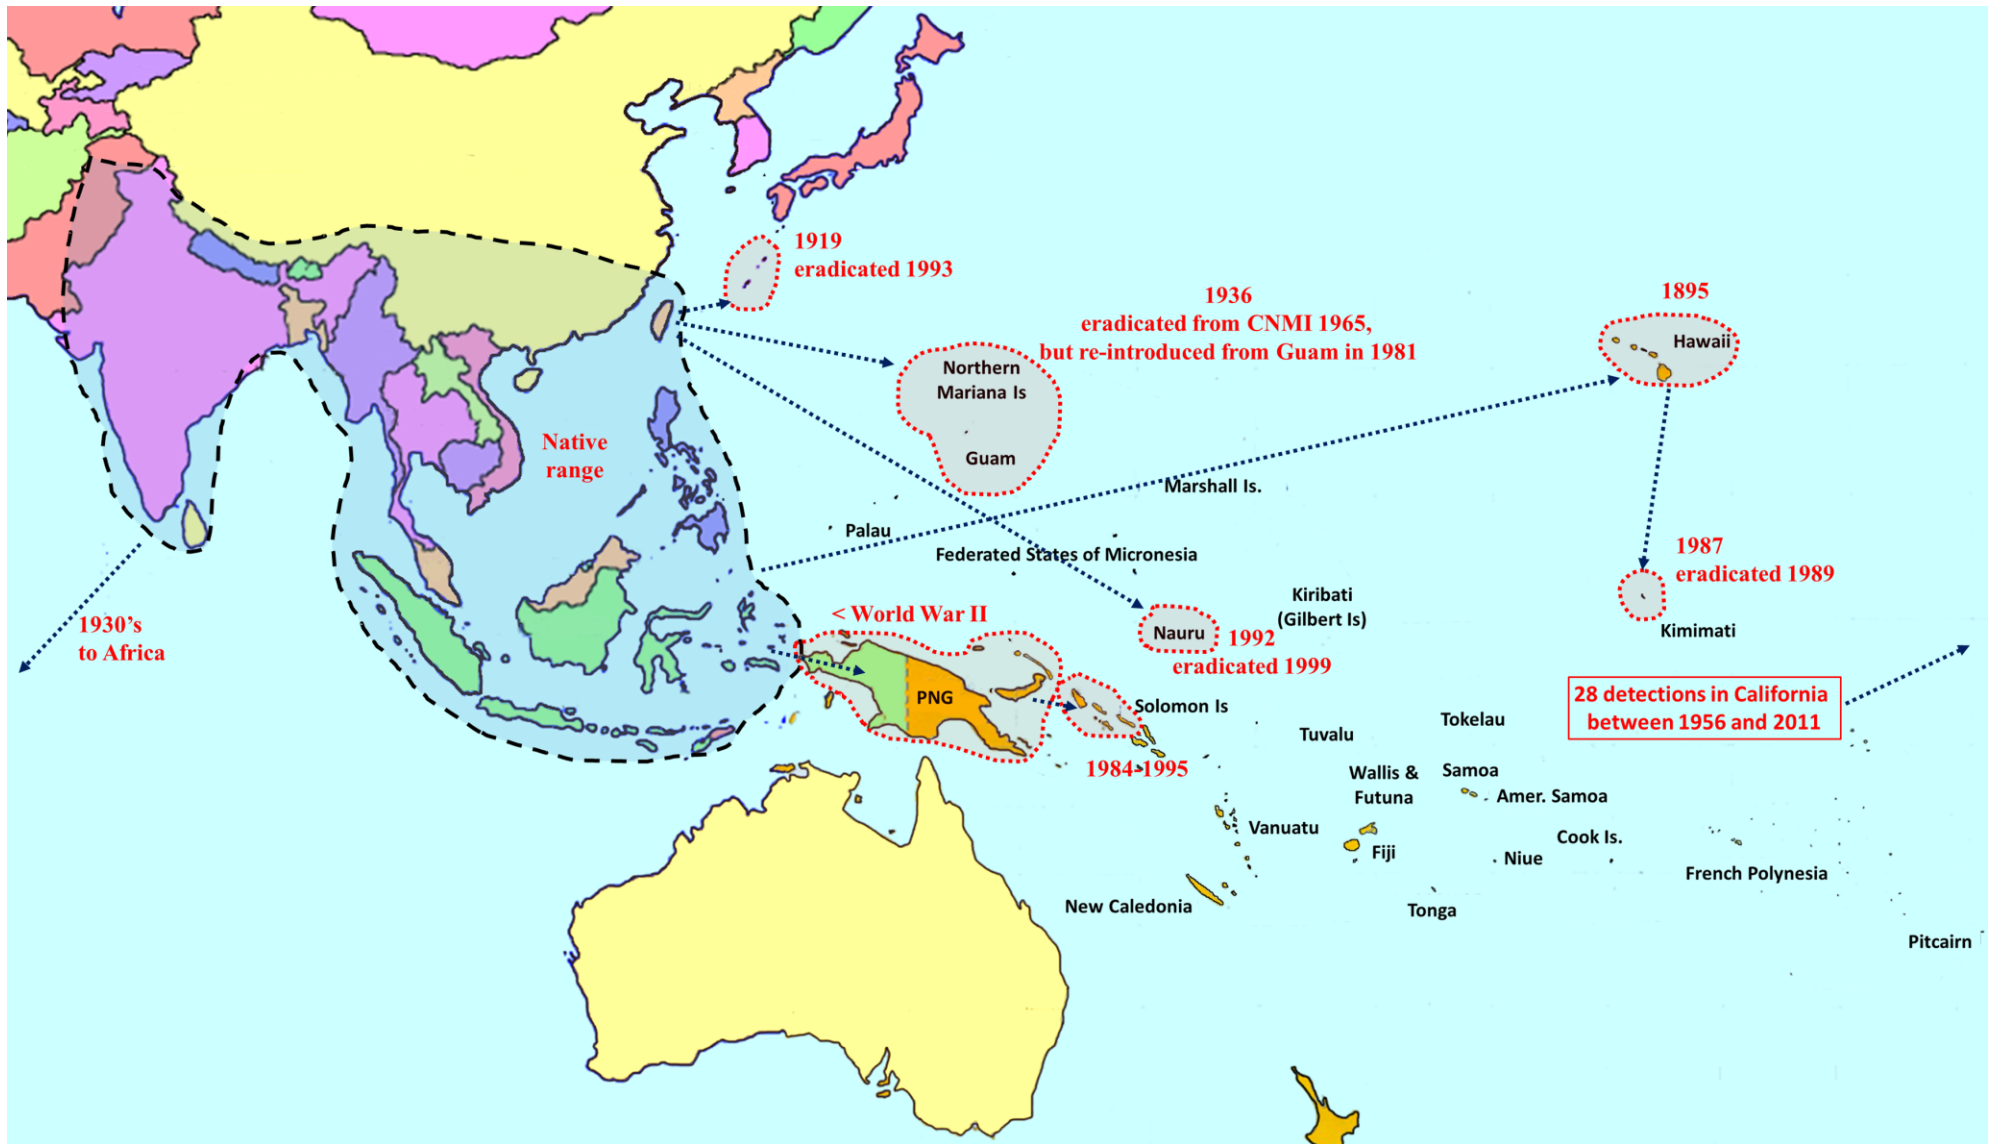 1919
eradicated 1993
1936
eradicated from CNMI 1965,
but re-introduced from Guam in 1981
1895
Hawaii
Northern
Mariana Is
Guam
Native
range
Marshall Is.
Palau
Federated States of Micronesia
1987
eradicated 1989
Kiribati
(Gilbert Is)
Kimimati
1930's
to Africa
< World War II
Nauru
1992
eradicated 1999
PNG
Solomon Is
28 detections in California
between 1956 and 2011
Tokelau
Tuvalu
1984-1995
Wallis &
Futuna
Samoa
Amer. Samoa
Vanuatu
Fiji
Cook Is.
Niue
French Polynesia
New Caledonia
Tonga
Pitcairn